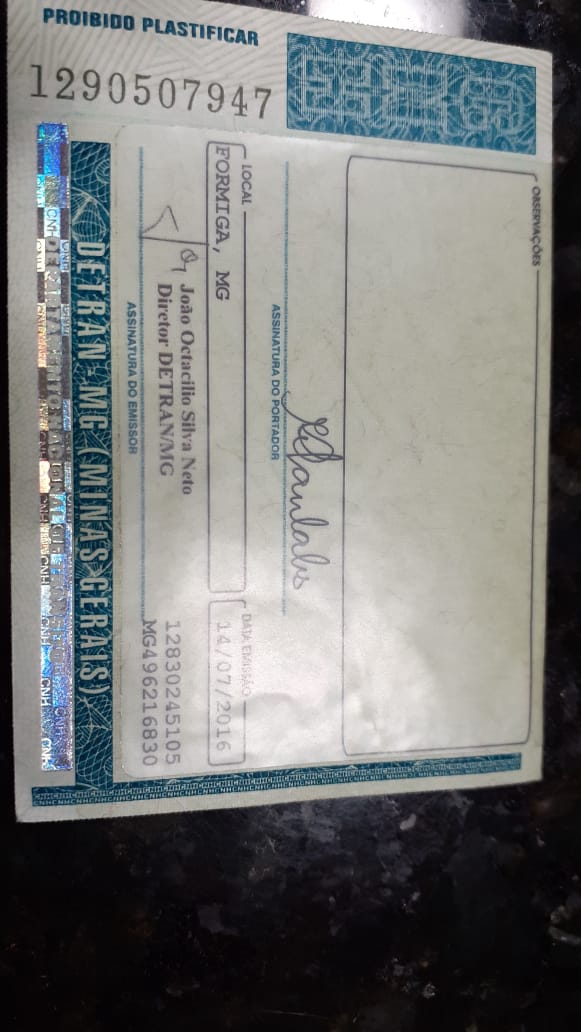 PROIBIDO PLASTIFICAR
1290507947
OBSERVAÇÕES
ASSINATURA DO PORTADOR
LOCAL
FORMIGA, MG
DATA EMISSÃO
14/07/2016
João Octacílio Silva Neto
Diretor DETRAN/MG
ASSINATURA DO EMISSOR
12830245105
MG496216830
DETRAN-MG (MINAS GERAIS)